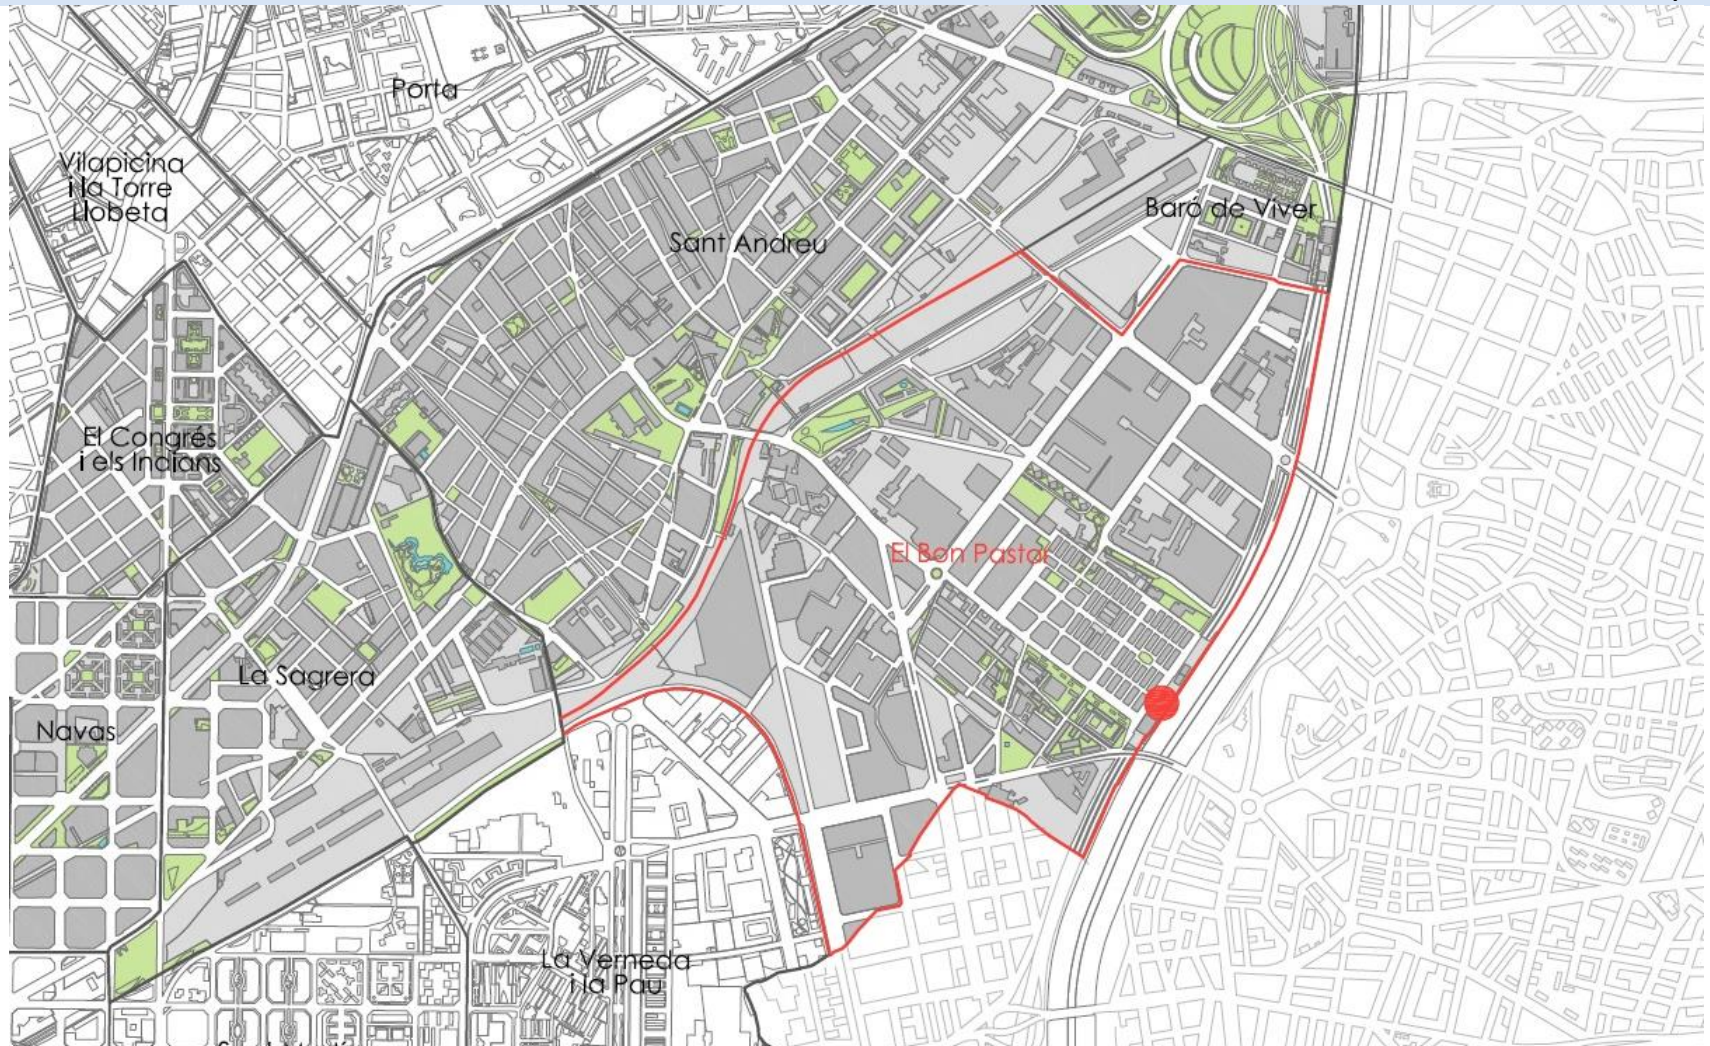 Porta
Vilapicina
i la Torre
Llobeta
Baró de Viver
Sant Andreu
El Congrés
i els Indians
El Bon Pastor
La Sagrera
Navas
La Verneda
i la Pau